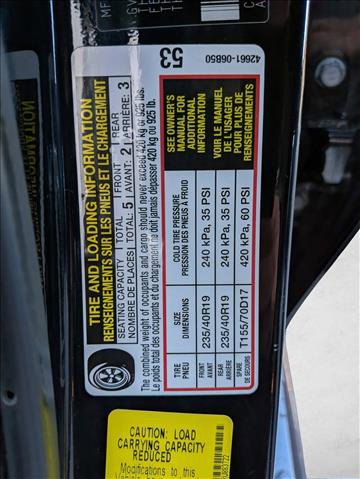 TIRE AND LOADING INFORMATION
RENSEIGNEMENTS SUR LES PNEUS ET LE CHARGEMENT
SEATING CAPACITY TOTAL 5 FRONT 2 REAR 3
NOMBRE DE PLACES TOTAL: AVANT: ARRIÈRE:
The combined weight of occupants and cargo should never exceed 420 kg or 925 lbs.
Le poids total des occupants et du chargement ne doit jamais dépasser 420 kg ou 925 lb.
TIRE SIZE COLD TIRE PRESSURE
PNEU DIMENSIONS PRESSION DES PNEUS À FROID
FRONT 235/40R19 240 kPa, 35 PSI
AVANT
REAR 235/40R19 240 kPa, 35 PSI
ARRIÈRE
SPARE T155/70D17 420 kPa, 60 PSI
DE SECOURS
SEE OWNER'S
MANUAL FOR
ADDITIONAL
INFORMATION
VOIR LE MANUEL
DE L'USAGER
POUR PLUS DE
RENSEIGNEMENTS
53 42661-06B50
CAUTION: LOAD
CARRYING CAPACITY
REDUCED
Modifications to this